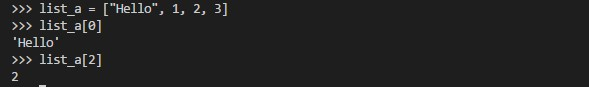 >>> list_a = ["Hello", 1, 2, 3]
>>> list_a[0]
'Hello'
>>> list_a[2]
2